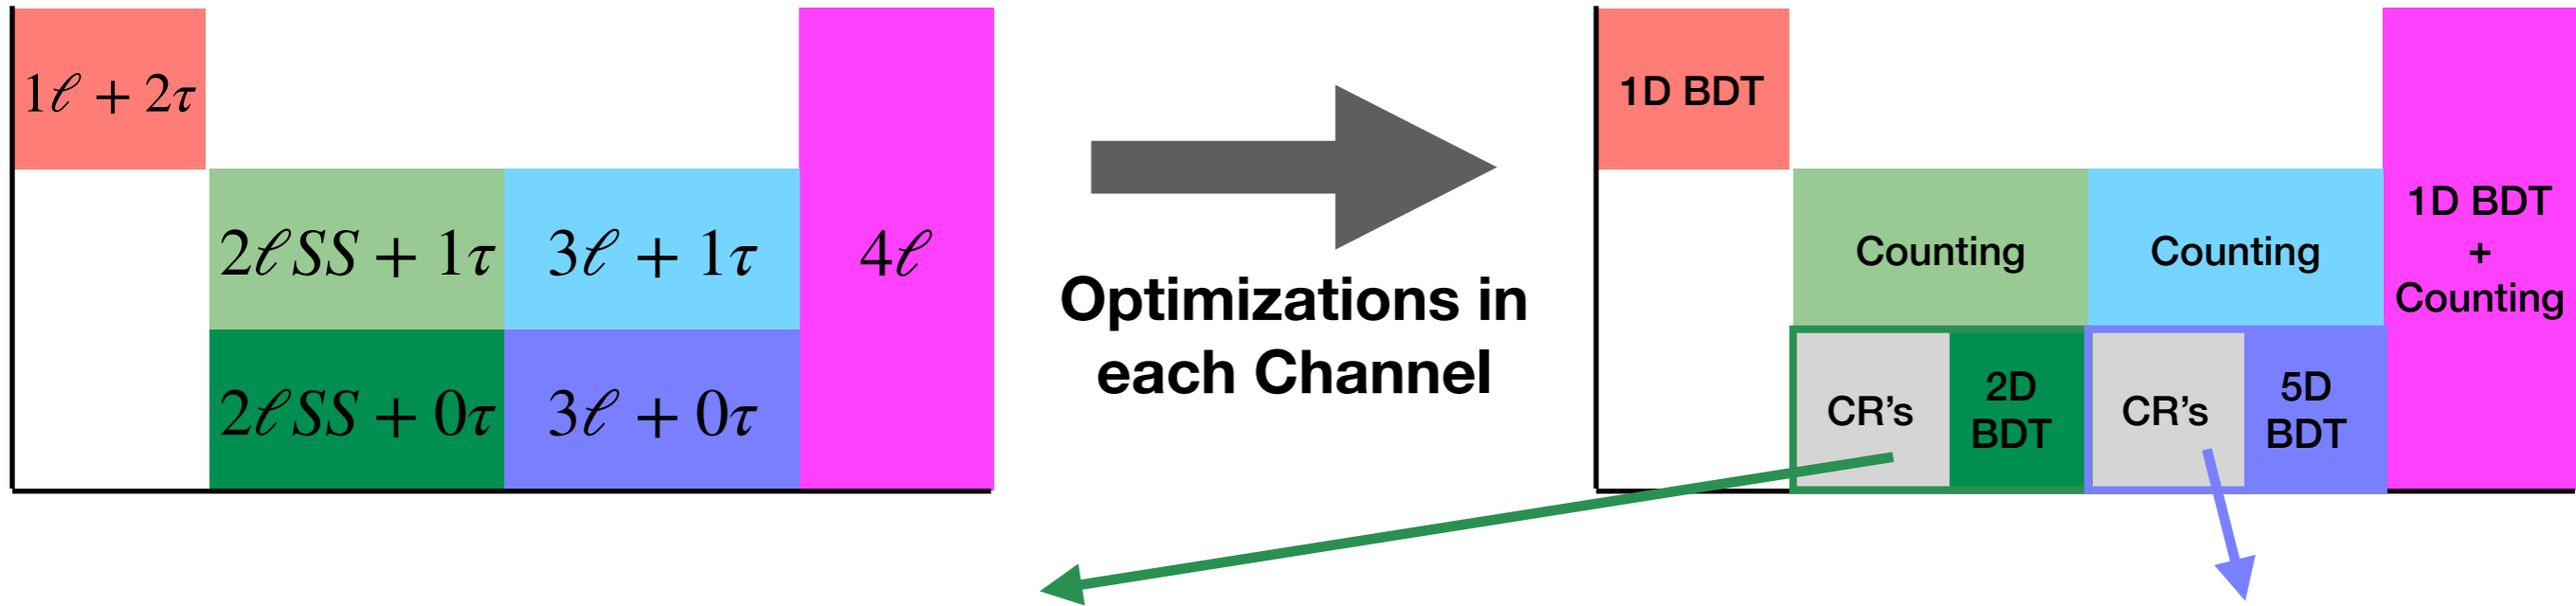 1ℓ + 2τ
2ℓSS + 1τ
3ℓ + 1τ
4ℓ
2ℓSS + 0τ
3ℓ + 0τ
Optimizations in
each Channel
1D BDT
Counting
Counting
1D BDT
+
Counting
CR's
2D
BDT
CR's
5D
BDT